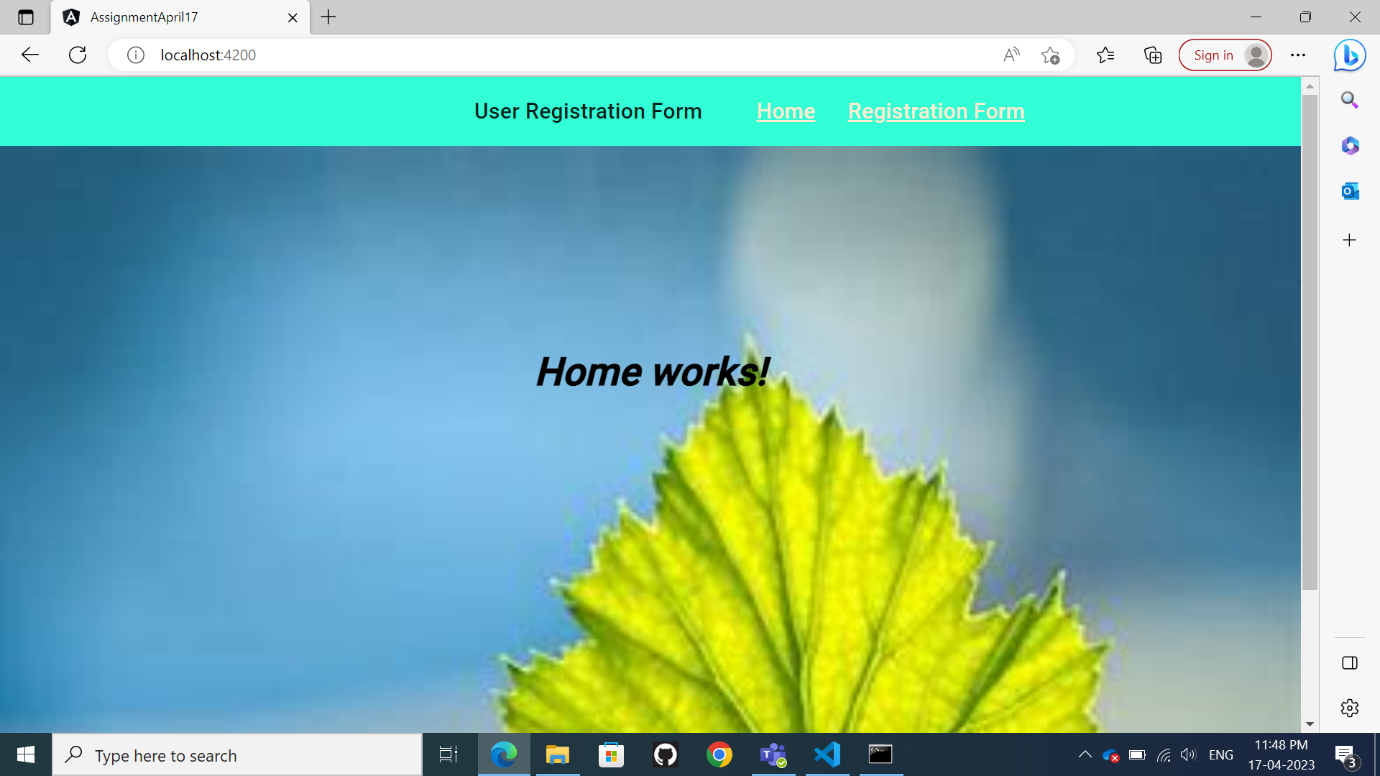 AssignmentApril17
localhost:4200
Sign in
User Registration Form Home Registration Form
Home works!
Type here to search
ENG
11:48 PM
17-04-2023
3